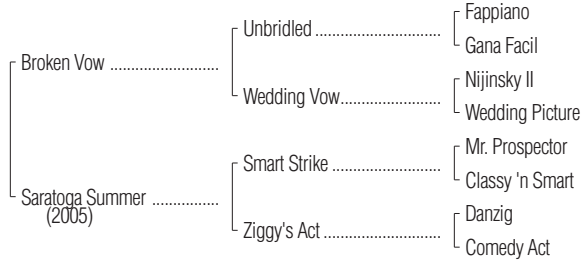 Fappiano
Unbridled
Gana Facil
Broken Vow
Nijinsky II
Wedding Vow
Wedding Picture
Mr. Prospector
Smart Strike
Classy 'n Smart
Saratoga Summer
(2005)
Danzig
Ziggy's Act
Comedy Act